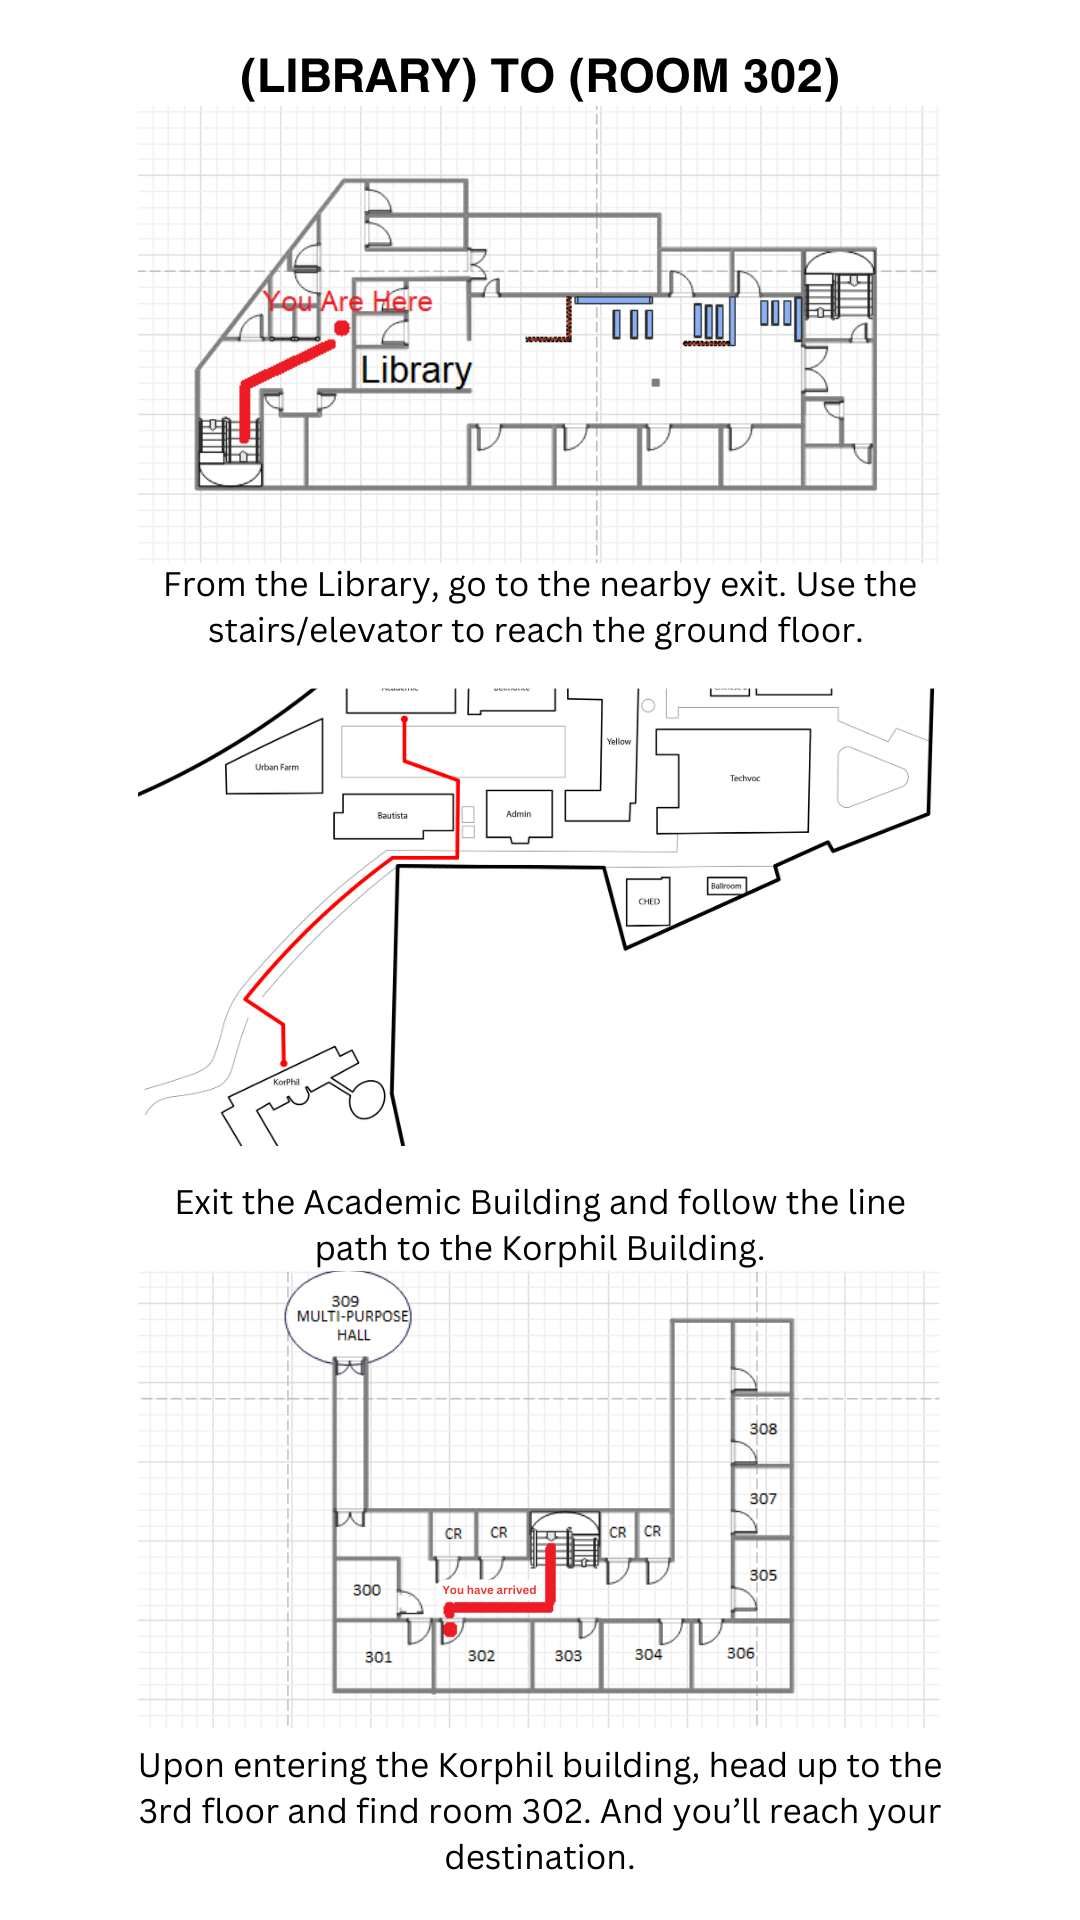 (LIBRARY) TO (ROOM 302)
You Are Here
Library
From the Library, go to the nearby exit. Use the
stairs/elevator to reach the ground floor.
Yellow
Urban Farm
Techvoc
Bautista
Admin
CHED
Ballroom
KorPhil
Exit the Academic Building and follow the line
path to the Korphil Building.
309
MULTI-PURPOSE
HALL
308
307
CR
CR
CR
CR
305
300
You have arrived
301
302
303
304
306
Upon entering the Korphil building, head up to the
3rd floor and find room 302. And you’ll reach your
destination.